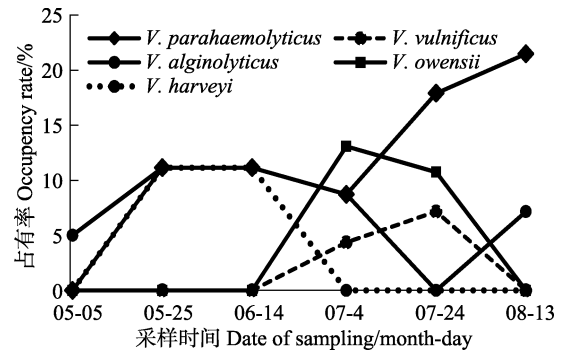 25
20
15
10
5
0
占有率 Occupency rate/%
V. parahaemolyticus V. vulnificus
V. alginolyticus V. owensii
V. harveyi
05-05 05-25 06-14 07-4 07-24 08-13
采样时间 Date of sampling/month-day